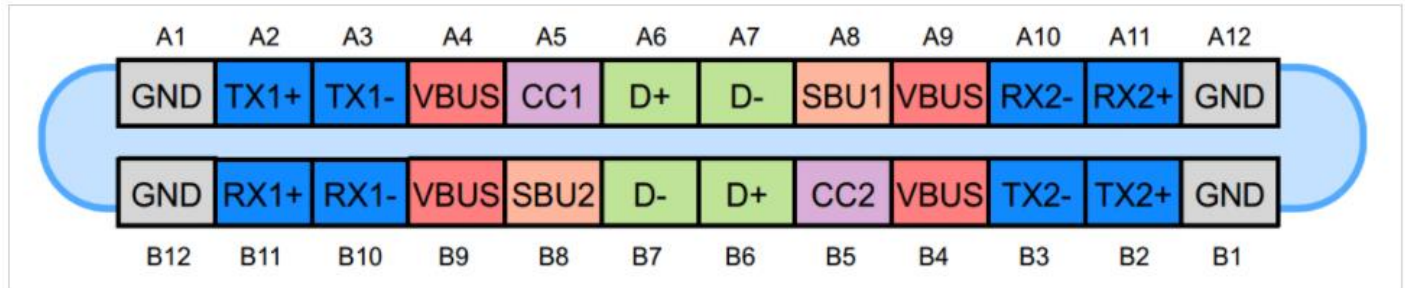 A1 A2 A3 A4 A5 A6 A7 A8 A9 A10 A11 A12
GND TX1+ TX1- VBUS CC1 D+ D- SBU1 VBUS RX2- RX2+ GND
GND RX1+ RX1- VBUS SBU2 D- D+ CC2 VBUS TX2- TX2+ GND
B12 B11 B10 B9 B8 B7 B6 B5 B4 B3 B2 B1